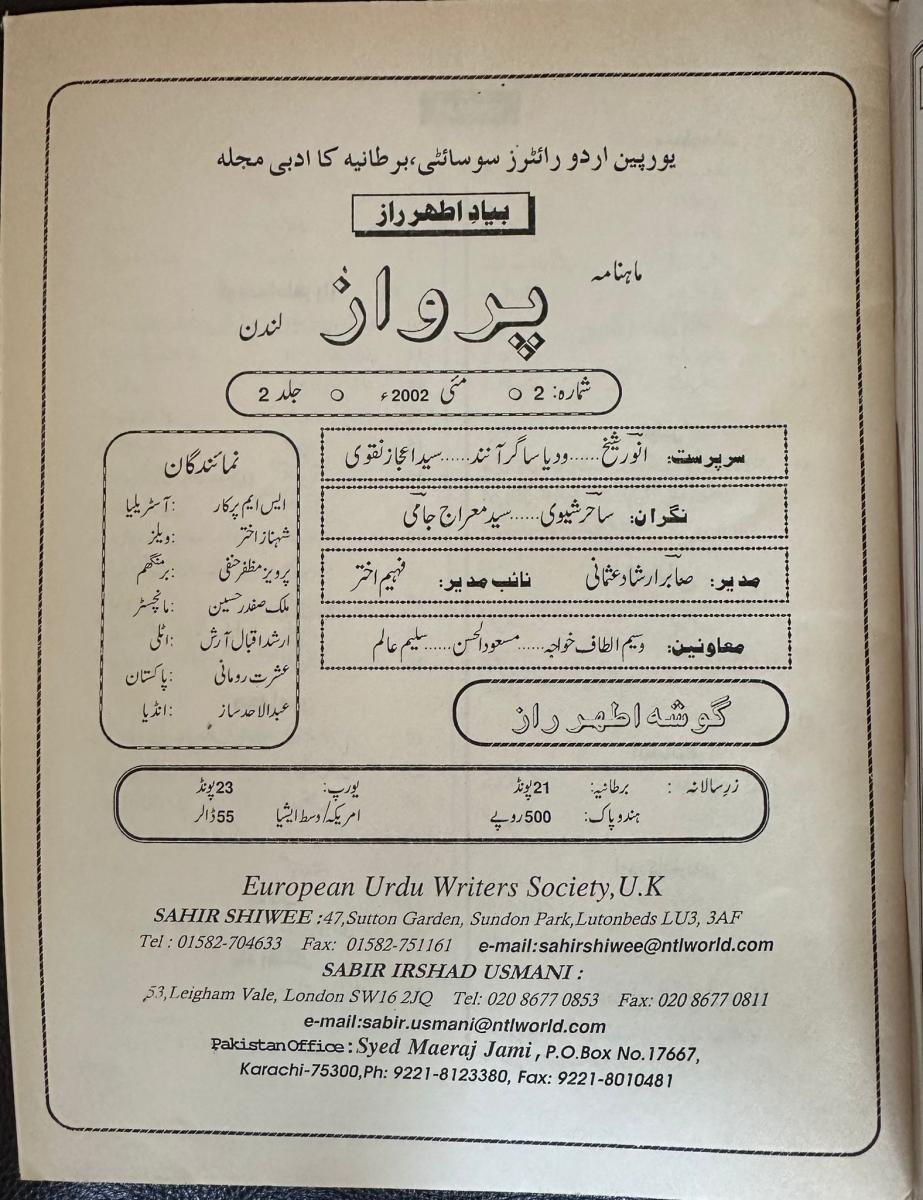 یورپین اردو رائٹرز سوسائٹی، برطانیہ کا ادبی مجلہ
بیادِ اطہر راز
ماہنامہ
پرواز
لندن
شمارہ: 2 ○ مئی 2002ء ○ جلد 2
سرپرست: انور شیخ......ودیا ساگر آنند......سید اعجاز نقوی
نگران: ساحر شیوی......سید معراج جامی
مدیر: صابر ارشاد عثمانی نائب مدیر: فہیم اختر
معاونین: وسیم الطاف خواجہ......مسعود الحسن......سلیم عالم
گوشہ اطہر راز
نمائندگان
ایس ایم پرکار :آسٹریلیا
شہناز اختر :ویلز
پرویز مظفر حنفی :برمنگھم
ملک صفدر حسین :مانچسٹر
ارشد اقبال آرش :اٹلی
عشرت رومانی :پاکستان
عبدالاحد ساز :انڈیا
زرِ سالانہ : برطانیہ: 21 پونڈ یورپ: 23 پونڈ
ہندوپاک: 500 روپے امریکہ/وسط ایشیا 55 ڈالر
European Urdu Writers Society,U.K
SAHIR SHIWEE :47,Sutton Garden, Sundon Park,Lutonbeds LU3, 3AF
Tel : 01582-704633 Fax: 01582-751161 e-mail:sahirshiwee@ntlworld.com
SABIR IRSHAD USMANI :
53,Leigham Vale, London SW16 2JQ Tel: 020 8677 0853 Fax: 020 8677 0811
e-mail:sabir.usmani@ntlworld.com
Pakistan Office : Syed Maeraj Jami , P.O.Box No.17667,
Karachi-75300,Ph: 9221-8123380, Fax: 9221-8010481